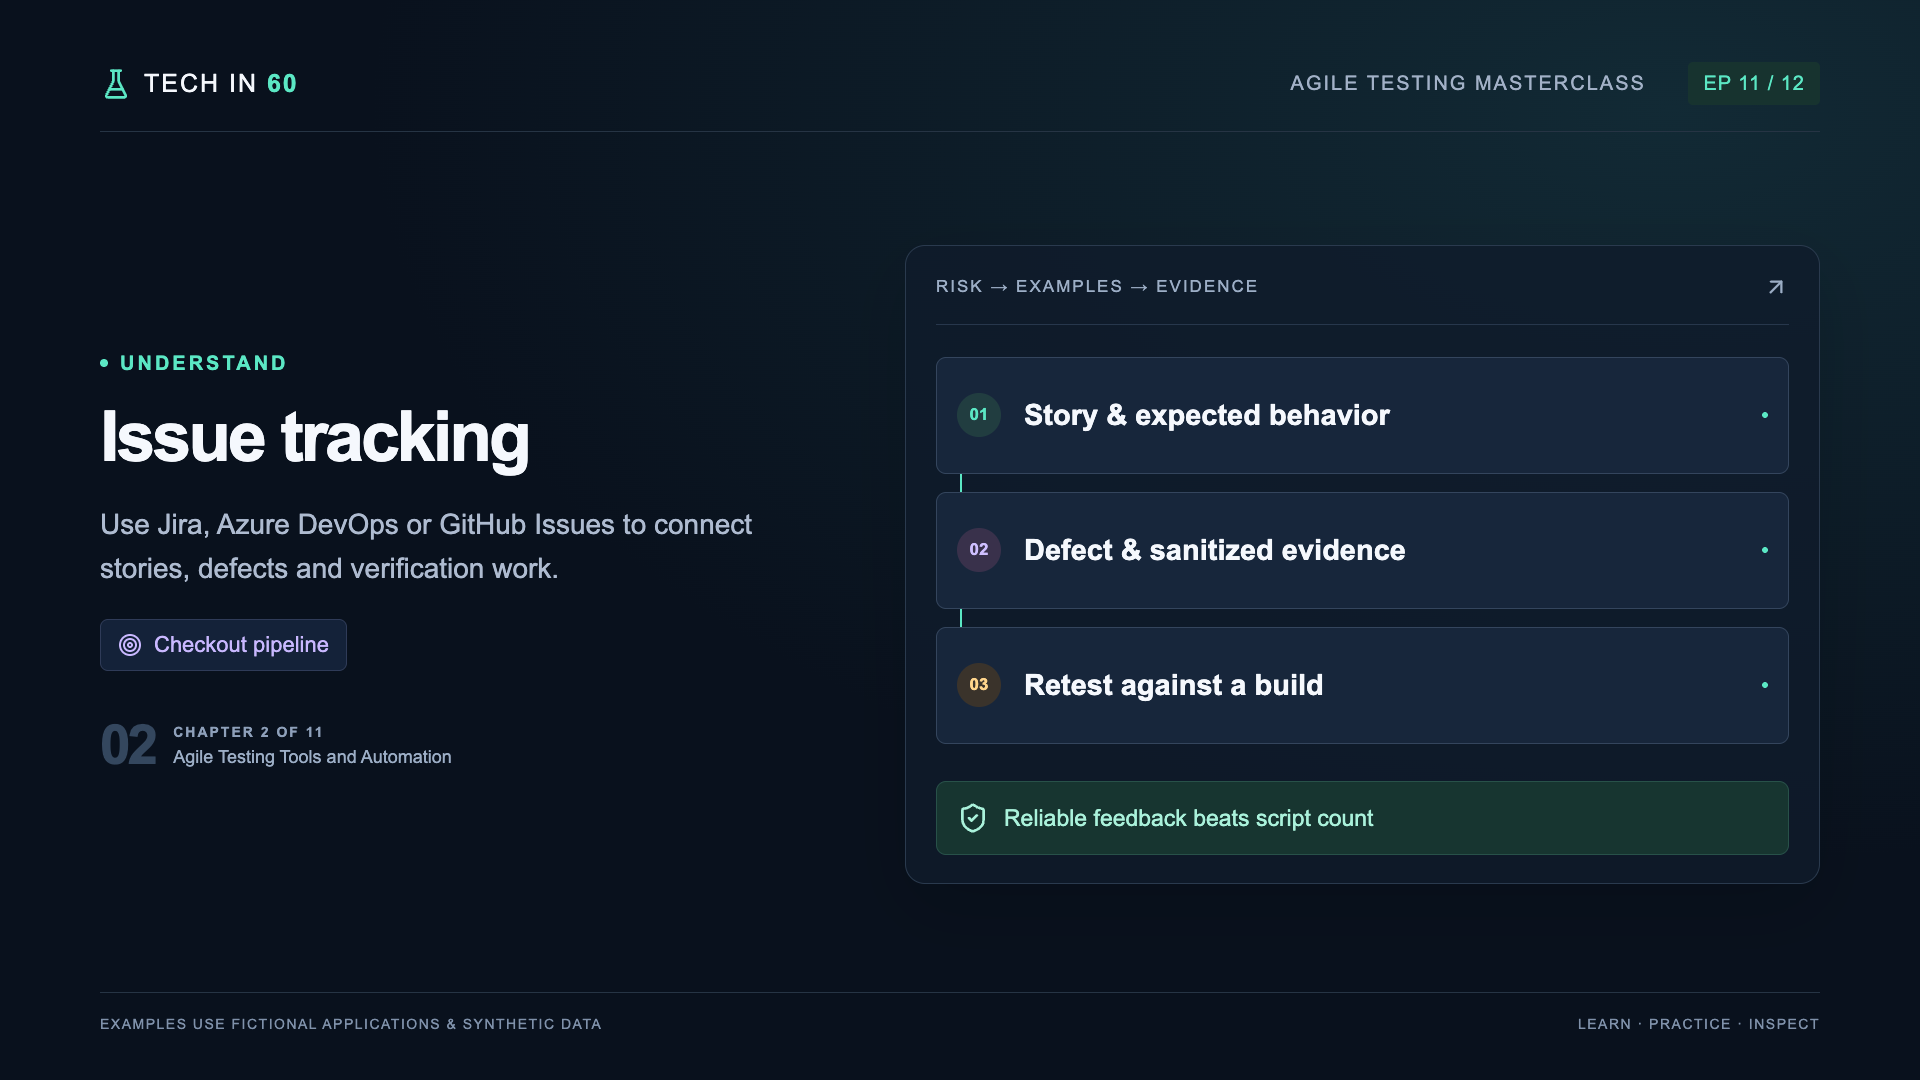 TECH IN 60
AGILE TESTING MASTERCLASS
EP 11 / 12
UNDERSTAND
Issue tracking
Use Jira, Azure DevOps or GitHub Issues to connect
stories, defects and verification work.
Checkout pipeline
02
CHAPTER 2 OF 11
Agile Testing Tools and Automation
RISK → EXAMPLES → EVIDENCE
01
Story & expected behavior
02
Defect & sanitized evidence
03
Retest against a build
Reliable feedback beats script count
EXAMPLES USE FICTIONAL APPLICATIONS & SYNTHETIC DATA
LEARN · PRACTICE · INSPECT